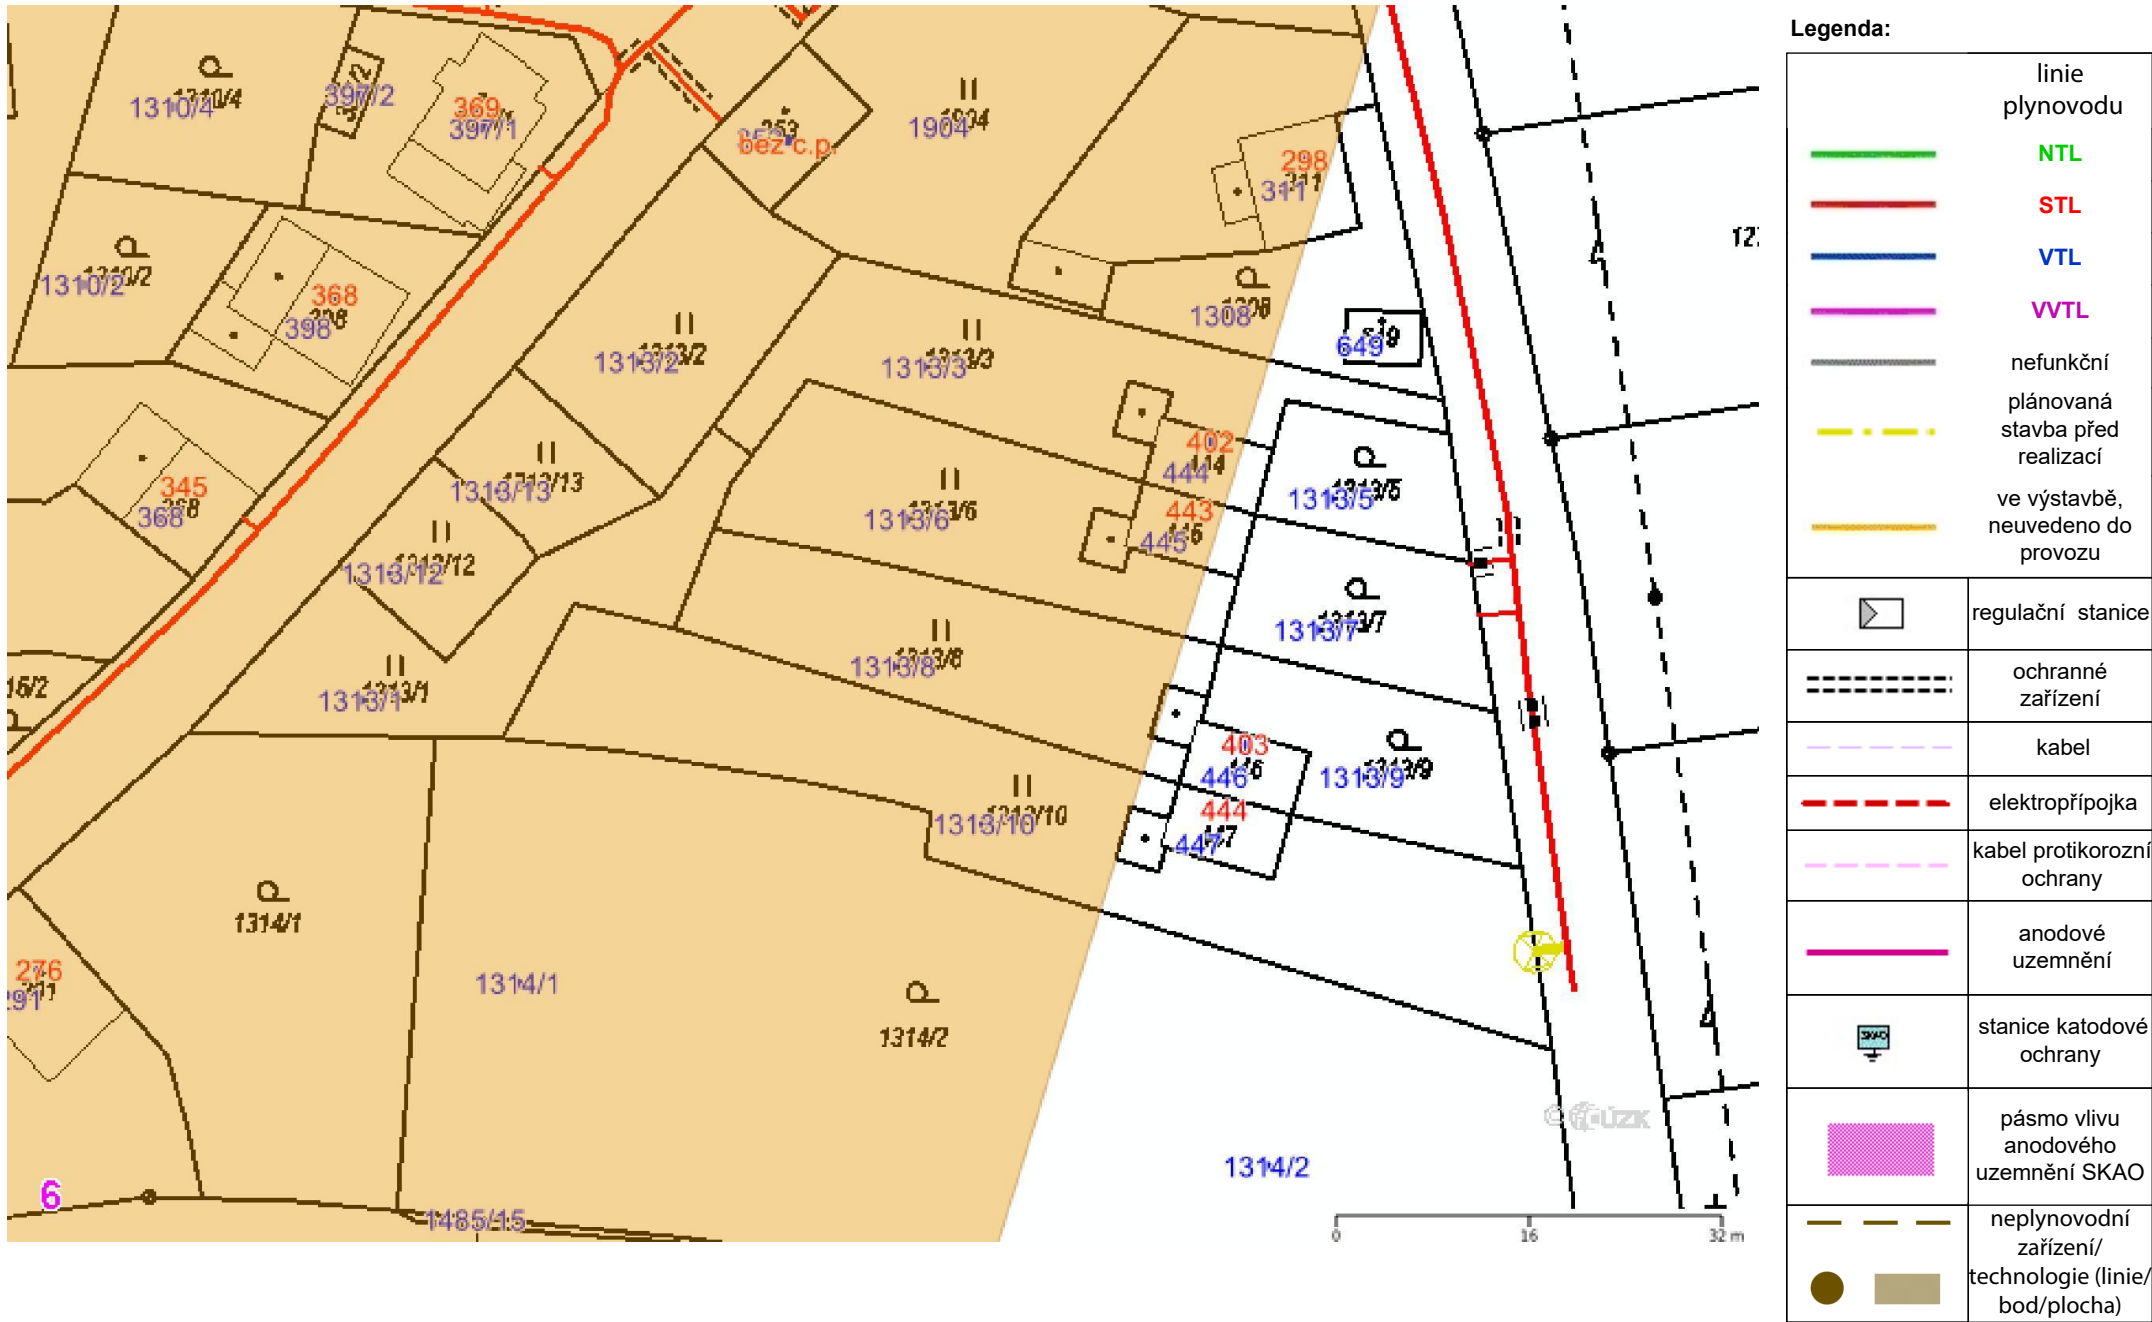 Legenda:
linie
plynovodu
NTL
STL
VTL
VVTL
nefunkční
plánovaná
stavba před
realizací
ve výstavbě,
neuvedeno do
provozu
regulační stanice
ochranné
zařízení
kabel
elektropřípojka
kabel protikorozní
ochrany
anodové
uzemnění
SKAO
stanice katodové
ochrany
pásmo vlivu
anodového
uzemnění SKAO
neplynovodní
zařízení/
technologie (linie/
bod/plocha)
1310/4
397/2
369
397/1
bez č.p.
1904
298
311
1310/2
368
398
1308
649
1313/2
1313/3
345
368
1313/13
402
444
1313/5
1313/6
443
445
1313/12
1313/7
1313/8
1313/1
403
446
1313/9
444
447
1313/10
1314/1
276
291
1314/1
1314/2
1314/2
6
1485/15
0 16 32 m